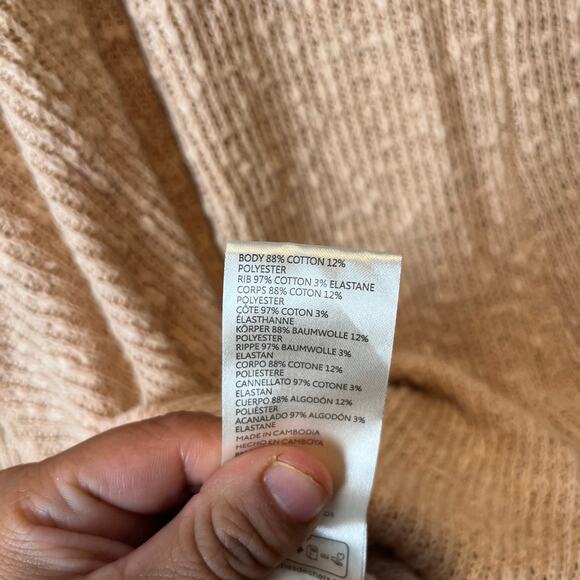 BODY 88% COTTON 12%
POLYESTER
RIB 97% COTTON 3% ELASTANE
CORPS 88% COTON 12%
POLYESTER
CÔTE 97% COTON 3%
ÉLASTHANNE
KÖRPER 88% BAUMWOLLE 12%
POLYESTER
RIPPE 97% BAUMWOLLE 3%
ELASTAN
CORPO 88% COTONE 12%
POLIESTERE
CANNELLATO 97% COTONE 3%
ELASTAN
CUERPO 88% ALGODÓN 12%
POLIÉSTER
ACANALADO 97% ALGODÓN 3%
ELASTANE
MADE IN CAMBODIA
HECHO EN CAMBOYA